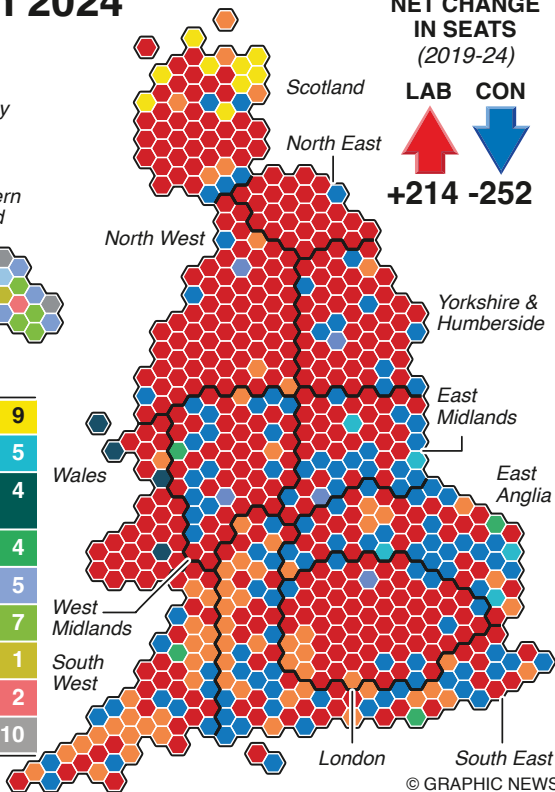 n 2024
NET CHANGE
IN SEATS
(2019-24)
LAB CON
+214 -252
Scotland
y
North East
ern
d
North West
Yorkshire &
Humberside
East
Midlands
9
5
4
4
5
7
1
2
10
Wales
East
Anglia
West
Midlands
South
West
London
South East
© GRAPHIC NEWS